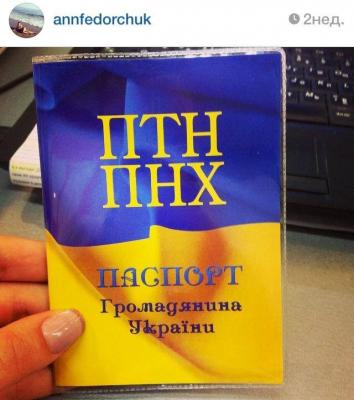 annfedorchuk
2нед.
ПТН
ПНХ
ПАСПОРТ
Громадянина
України